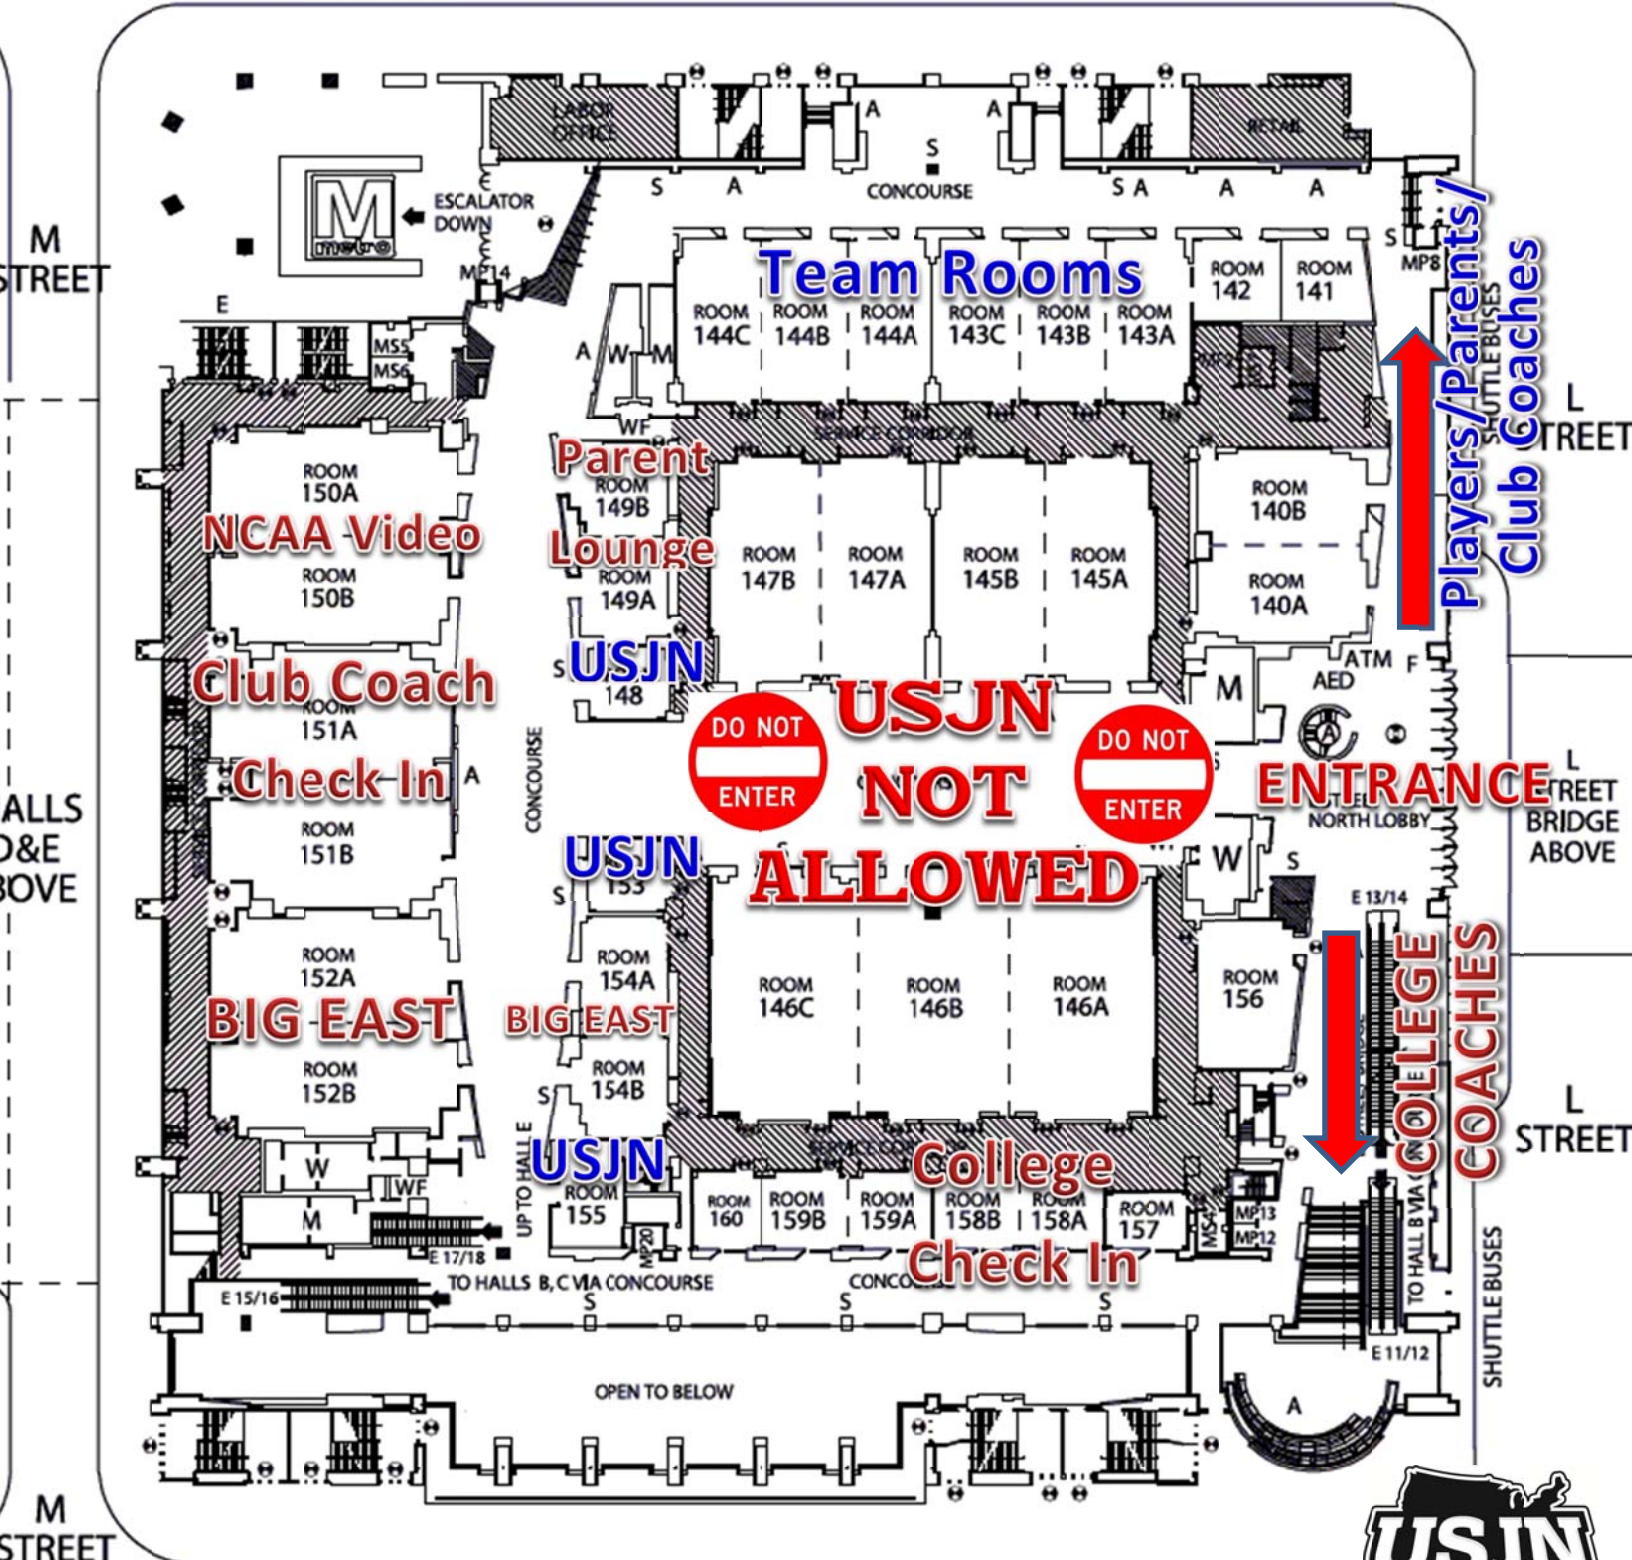 LABOR
OFFICE
A
A
RETAIL
S
S
A
CONCOURSE
S A
A
A
M
metro
ESCALATOR
DOWN
M
STREET
MP14
E
S
MP8
Team Rooms
ROOM
144C
ROOM
144B
ROOM
144A
ROOM
143C
ROOM
143B
ROOM
143A
ROOM
142
ROOM
141
MS5
MS6
A
W
M
WF
SERVICE CORRIDOR
Players/Parents/
Club Coaches
SHUTTLE BUSES
L
TREET
ROOM
150A
NCAA Video
ROOM
150B
Parent
ROOM
149B
Lounge
ROOM
149A
ROOM
147B
ROOM
147A
ROOM
145B
ROOM
145A
ROOM
140B
ROOM
140A
S
USJN
148
ATM
F
AED
M
A
Club Coach
ROOM
151A
Check In
A
ROOM
151B
CONCOURSE
DO NOT
ENTER
USJN
NOT
ALLOWED
DO NOT
ENTER
S
ENTRANCE
NORTH LOBBY
L
TREET
BRIDGE
ABOVE
ALLS
D&E
BOVE
USJN
153
S
W
S
E 13/14
ROOM
152A
BIG EAST
ROOM
152B
ROOM
154A
BIG EAST
ROOM
154B
S
ROOM
146C
ROOM
146B
ROOM
146A
ROOM
156
COLLEGE
COACHES
L
STREET
SERVICE
USJN
ROOM
155
UP TO HALL E
College
Check In
ROOM
160
ROOM
159B
ROOM
159A
ROOM
158B
ROOM
158A
ROOM
157
MS4
MP13
MP12
MP20
W
WF
M
E 17/18
E 15/16
TO HALLS B, C VIA CONCOURSE
CONCOURSE
S
S
S
TO HALL B VIA
SHUTTLE BUSES
E 11/12
OPEN TO BELOW
A
M
STREET
USJN